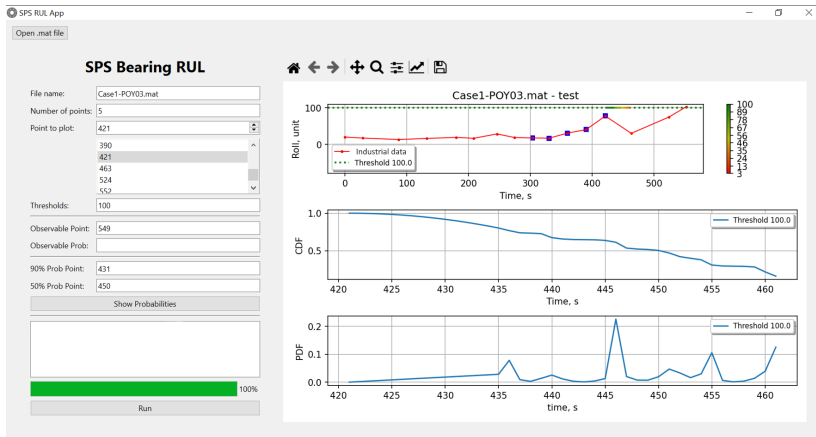 SPS RUL App
Open .mat file
SPS Bearing RUL
File name: Case1-POY03.mat
Number of points: 5
Point to plot: 421
390
421
463
524
552
Thresholds: 100
Observable Point: 549
Observable Prob:
90% Prob Point: 431
50% Prob Point: 450
Show Probabilities
100%
Run
Case1-POY03.mat - test
Roll, unit
100
0
Industrial data
Threshold 100.0
0 100 200 300 400 500
Time, s
100
89
78
67
56
46
35
24
13
3
CDF
1.0
0.5
Threshold 100.0
420 425 430 435 440 445 450 455 460
Time, s
PDF
0.2
0.1
0.0
Threshold 100.0
420 425 430 435 440 445 450 455 460
time, s